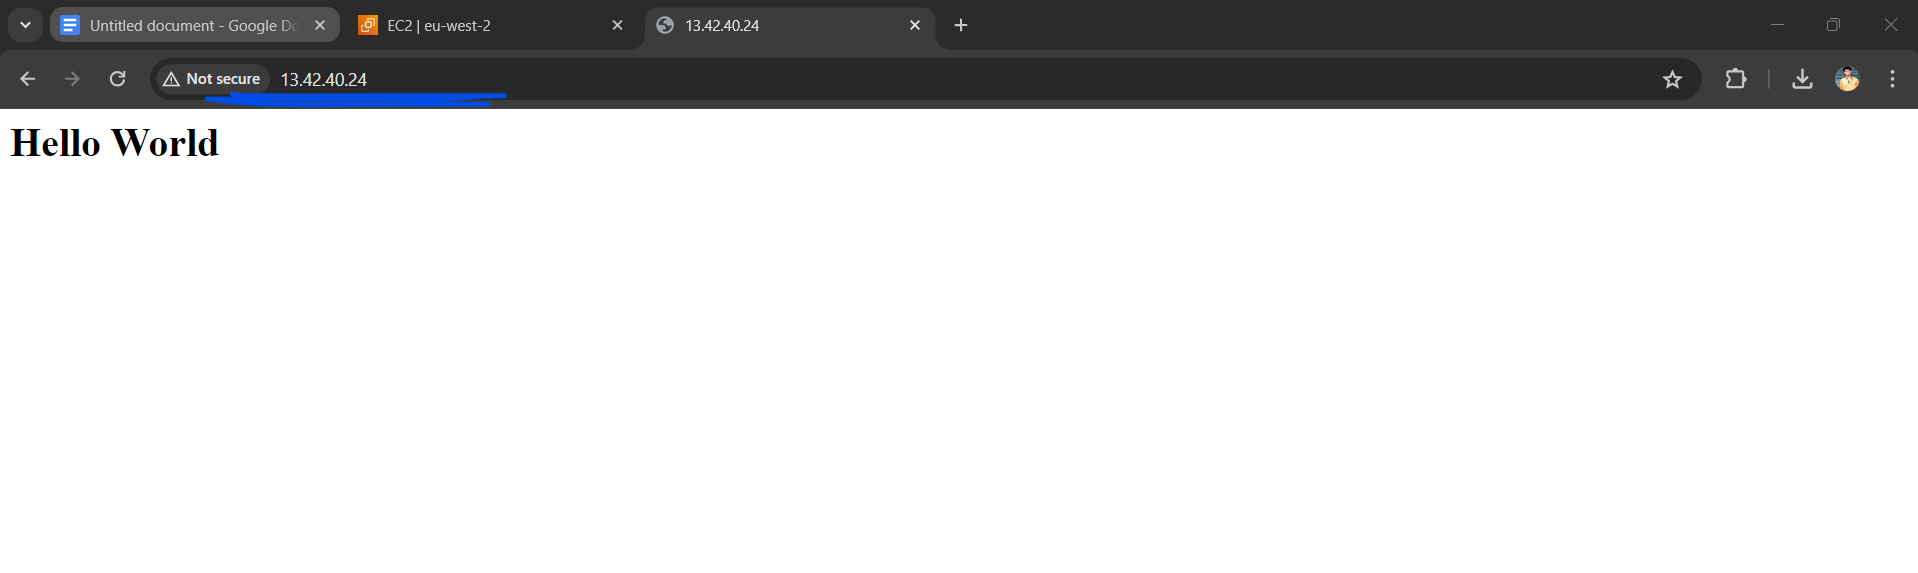 Untitled document - Google Do
EC2 | eu-west-2
13.42.40.24
Not secure
13.42.40.24
Hello World